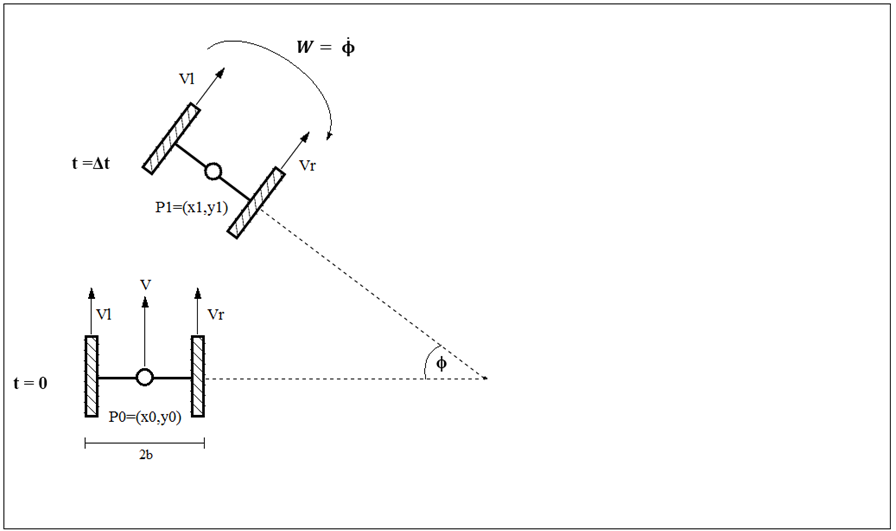 W = ϕ̇
Vl
t =Δt
Vr
P1=(x1,y1)
V
Vl
Vr
ϕ
t = 0
P0=(x0,y0)
2b